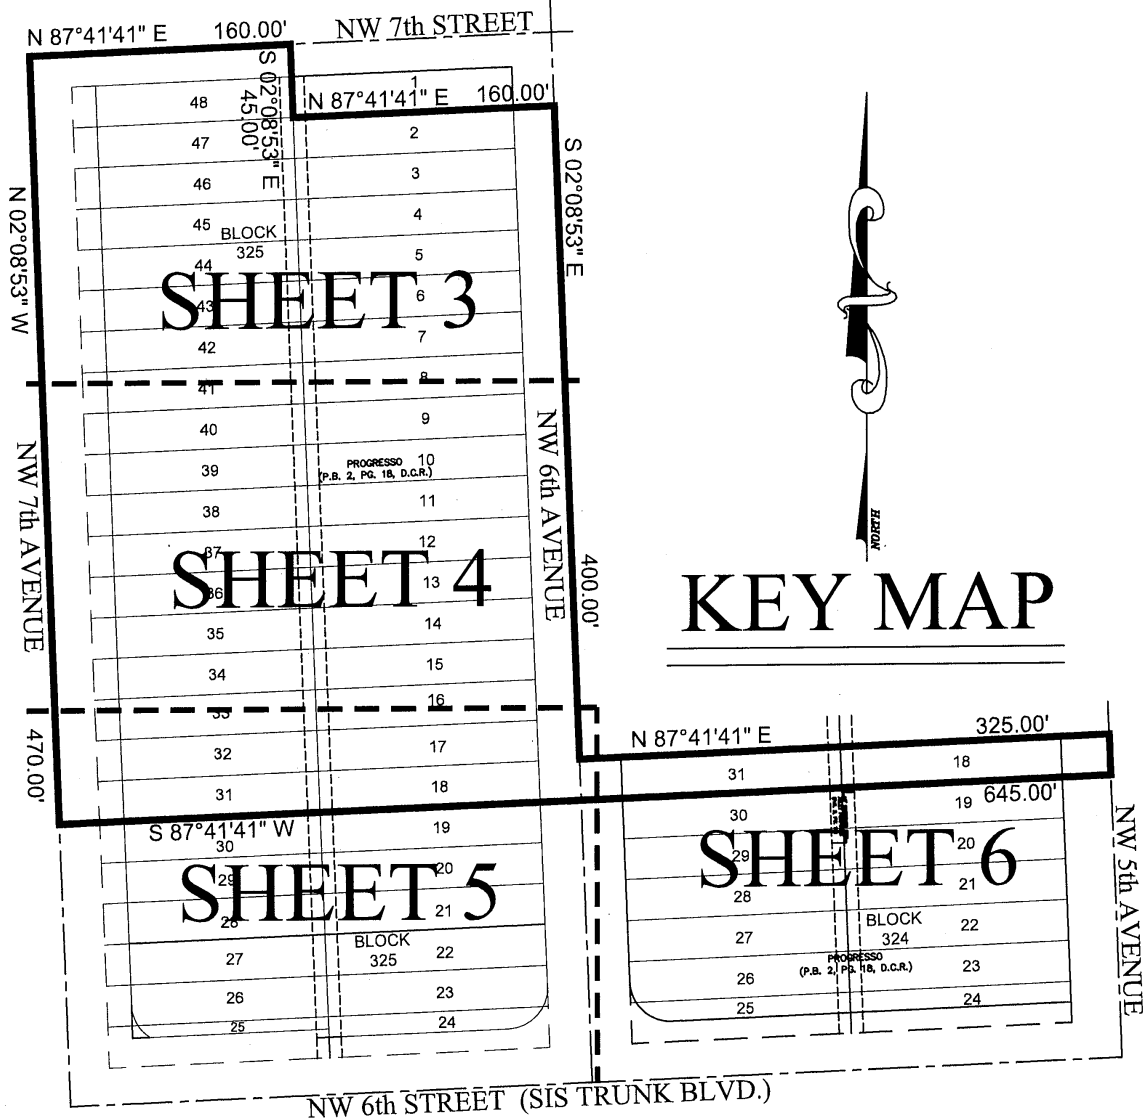 N 87°41'41" E 160.00'
NW 7th STREET
S 02°08'53" E
45.00'
N 87°41'41" E 160.00'
S 02°08'53" E
400.00'
N 02°08'53" W
470.00'
NW 7th AVENUE
NW 6th AVENUE
48 1
47 2
46 3
45 4
BLOCK
325
44 5
43 6
SHEET 3
42 7
41 8
40 9
39 10
PROGRESSO
(P.B. 2, PG. 18, D.C.R.)
38 11
37 12
36 13
SHEET 4
35 14
34 15
33 16
32 17
31 18
S 87°41'41" W
30 19
29 20
SHEET 5
28 21
BLOCK
325
27 22
26 23
25 24
NORTH
KEY MAP
N 87°41'41" E 325.00'
31 18
645.00'
30 19
29 20
SHEET 6
28 21
BLOCK
324
27 22
PROGRESSO
(P.B. 2, PG. 18, D.C.R.)
26 23
25 24
NW 5th AVENUE
NW 6th STREET (SIS TRUNK BLVD.)